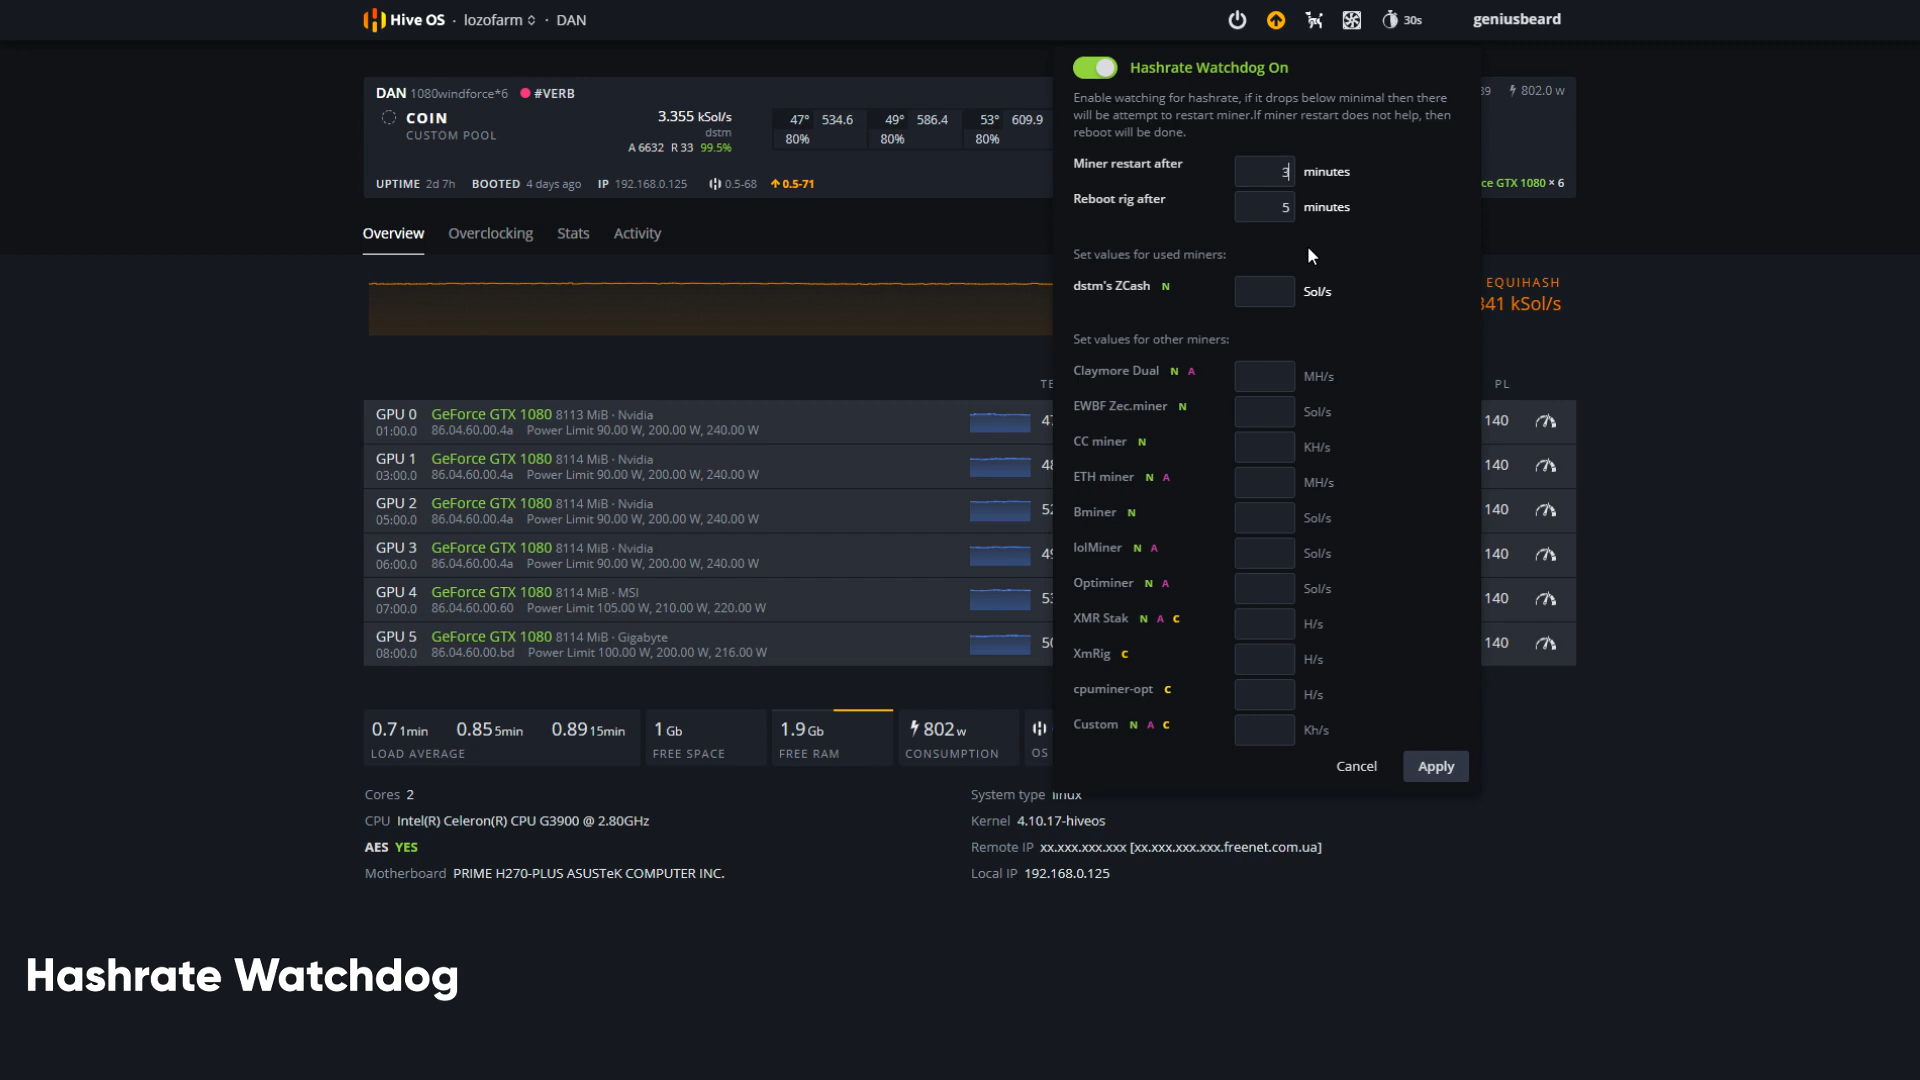 Hive OS · lozofarm · DAN
30s
geniusbeard
DAN 1080windforce*6 #VERB
COIN
CUSTOM POOL
3.355 kSol/s
dstm
A 6632 R 33 99.5%
47° 534.6
80%
49° 586.4
80%
53° 609.9
80%
802.0 w
UPTIME 2d 7h BOOTED 4 days ago IP 192.168.0.125 0.5-68 0.5-71
GTX 1080 × 6
Hashrate Watchdog On
Enable watching for hashrate, if it drops below minimal then there
will be attempt to restart miner.If miner restart does not help, then
reboot will be done.
Miner restart after 3 minutes
Reboot rig after 5 minutes
Set values for used miners:
dstm's ZCash N Sol/s
Set values for other miners:
Claymore Dual N A MH/s
EWBF Zec.miner N Sol/s
CC miner N KH/s
ETH miner N A MH/s
Bminer N Sol/s
lolMiner N A Sol/s
Optiminer N A Sol/s
XMR Stak N A C H/s
XmRig C H/s
cpuminer-opt C H/s
Custom N A C Kh/s
Cancel Apply
Overview Overclocking Stats Activity
EQUIHASH
kSol/s
PL
GPU 0 GeForce GTX 1080 8113 MiB · Nvidia
01:00.0 86.04.60.00.4a Power Limit 90.00 W, 200.00 W, 240.00 W
140
GPU 1 GeForce GTX 1080 8114 MiB · Nvidia
03:00.0 86.04.60.00.4a Power Limit 90.00 W, 200.00 W, 240.00 W
140
GPU 2 GeForce GTX 1080 8114 MiB · Nvidia
05:00.0 86.04.60.00.4a Power Limit 90.00 W, 200.00 W, 240.00 W
140
GPU 3 GeForce GTX 1080 8114 MiB · Nvidia
06:00.0 86.04.60.00.4a Power Limit 90.00 W, 200.00 W, 240.00 W
140
GPU 4 GeForce GTX 1080 8114 MiB · MSI
07:00.0 86.04.60.00.60 Power Limit 105.00 W, 210.00 W, 220.00 W
140
GPU 5 GeForce GTX 1080 8114 MiB · Gigabyte
08:00.0 86.04.60.00.bd Power Limit 100.00 W, 200.00 W, 216.00 W
140
0.71min 0.855min 0.8915min
LOAD AVERAGE
1Gb
FREE SPACE
1.9Gb
FREE RAM
802w
CONSUMPTION
OS
Cores 2
CPU Intel(R) Celeron(R) CPU G3900 @ 2.80GHz
AES YES
Motherboard PRIME H270-PLUS ASUSTeK COMPUTER INC.
System type linux
Kernel 4.10.17-hiveos
Remote IP xx.xxx.xxx.xxx [xx.xxx.xxx.xxx.freenet.com.ua]
Local IP 192.168.0.125
Hashrate Watchdog